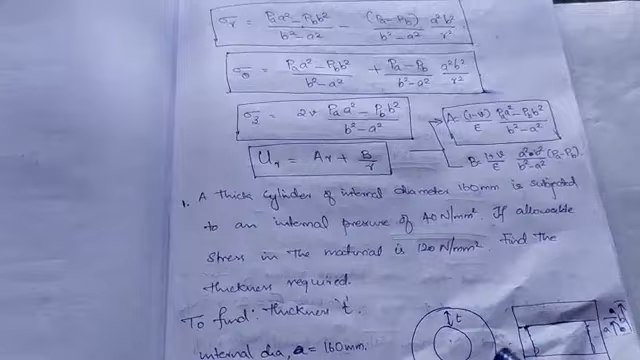 σr = Pa a² − Pb b² / b² − a² − (Pa − Pb) / b² − a² a²b² / r²
σθ = Pa a² − Pb b² / b² − a² + Pa − Pb / b² − a² a²b² / r²
σz = 2ν Pa a² − Pb b² / b² − a²
A = (1−ν) / E Pa a² − Pb b² / b² − a²
Ur = Ar + B / r
B = 1+ν / E a²b² / b² − a² (Pa − Pb).
1. A thick cylinder of internal diameter 160mm is subjected
to an internal pressure of 40 N/mm². If allowable
stress in the material is 120 N/mm². Find the
thickness required.
To find: thickness 't'.
internal dia, a = 160mm.
t